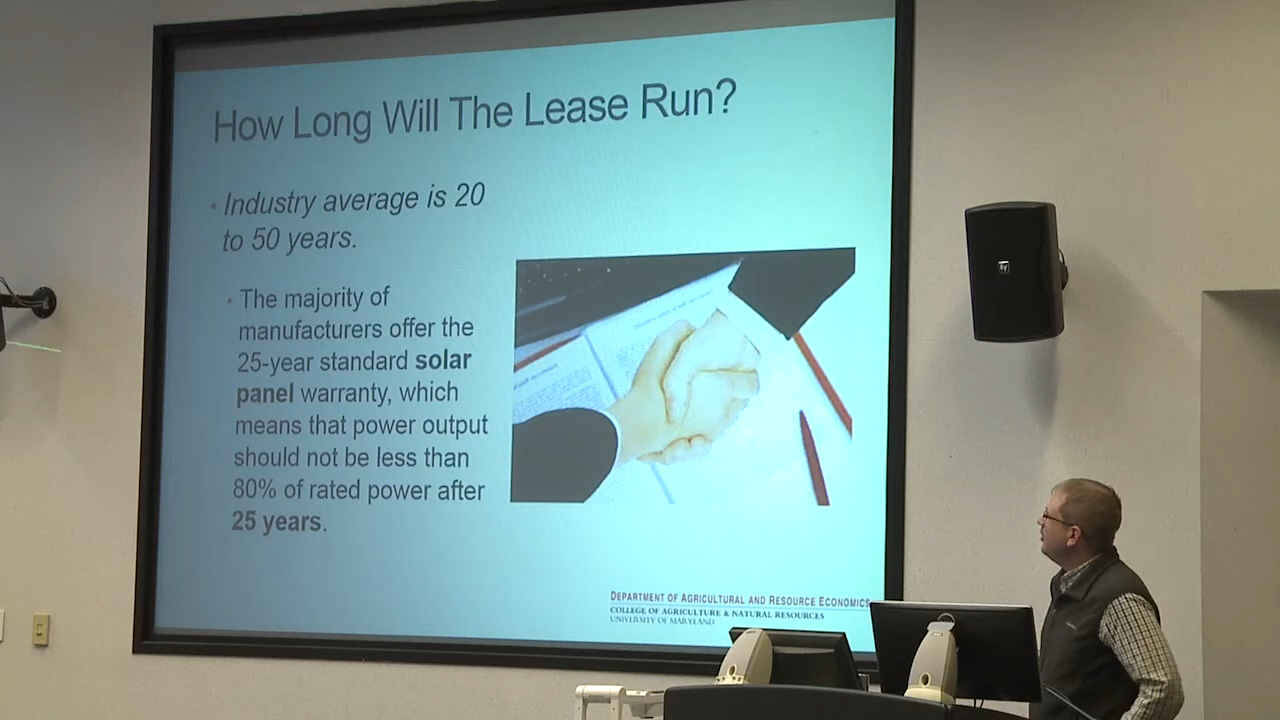 How Long Will The Lease Run?
• Industry average is 20
to 50 years.
• The majority of
manufacturers offer the
25-year standard solar
panel warranty, which
means that power output
should not be less than
80% of rated power after
25 years.
DEPARTMENT OF AGRICULTURAL AND RESOURCE ECONOMICS
COLLEGE OF AGRICULTURE & NATURAL RESOURCES
UNIVERSITY OF MARYLAND
EV